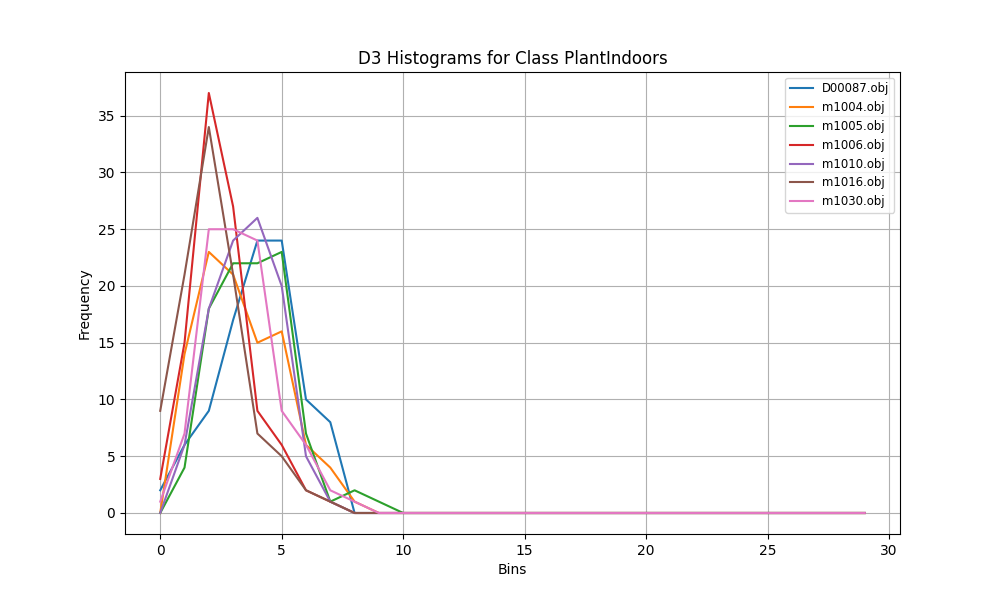 D3 Histograms for Class PlantIndoors
D00087.obj
m1004.obj
m1005.obj
m1006.obj
m1010.obj
m1016.obj
m1030.obj
Frequency
35
30
25
20
15
10
5
0
0 5 10 15 20 25 30
Bins